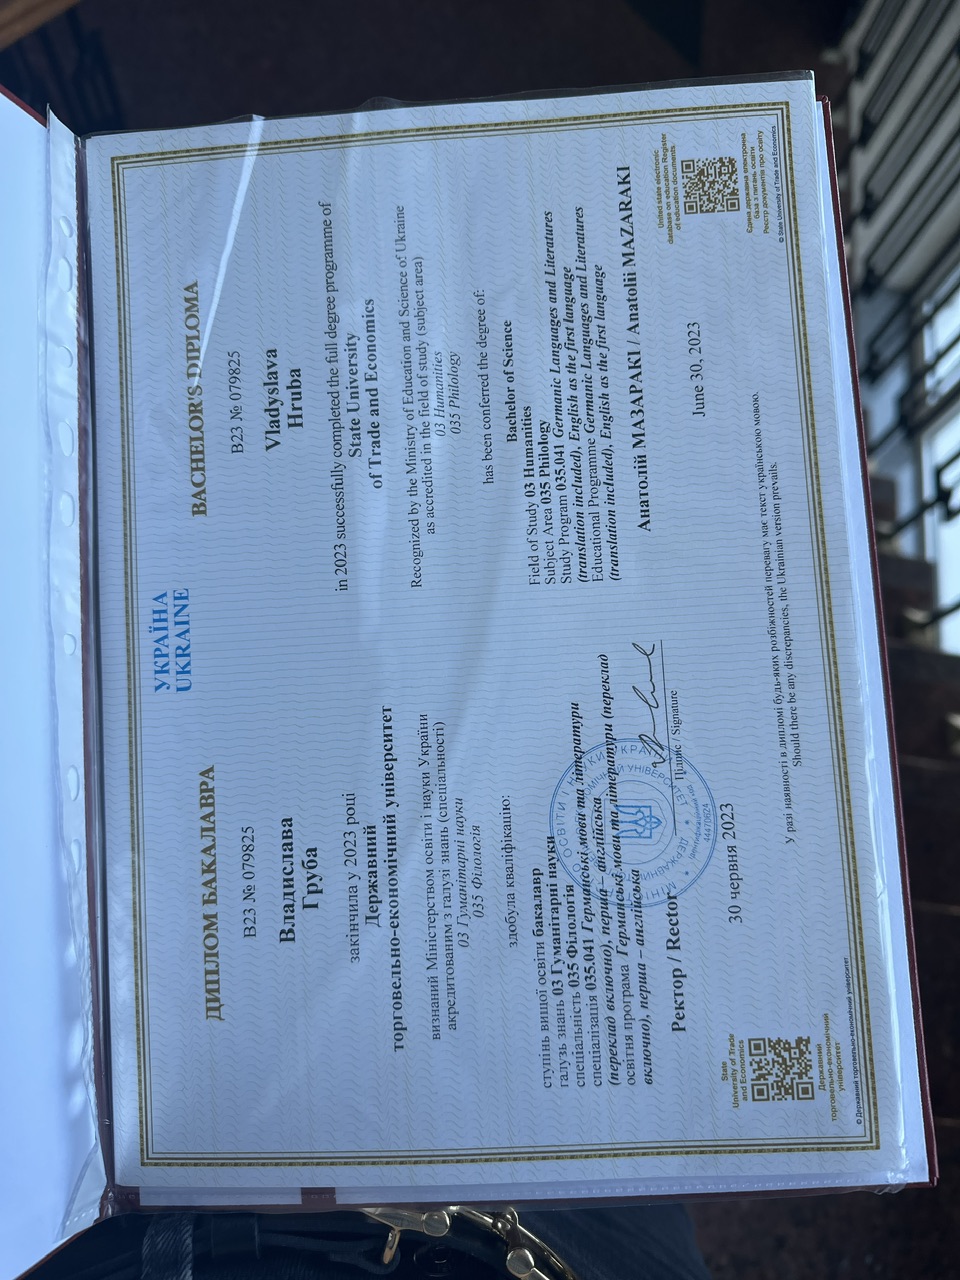 УКРАЇНА
UKRAINE
ДИПЛОМ БАКАЛАВРА
В23 № 079825
Владислава
Груба
закінчила у 2023 році
Державний
торговельно-економічний університет
визнаний Міністерством освіти і науки України
акредитованим з галузі знань (спеціальності)
03 Гуманітарні науки
035 Філологія
здобула кваліфікацію:
ступінь вищої освіти бакалавр
галузь знань 03 Гуманітарні науки
спеціальність 035 Філологія
спеціалізація 035.041 Германські мови та літератури
(переклад включно), перша – англійська
освітня програма Германські мови та літератури (переклад
включно), перша – англійська
Ректор / Rector
Підпис / Signature
30 червня 2023
State
University of Trade
and Economics
Державний
торговельно-економічний
університет
© Державний торговельно-економічний університет
BACHELOR'S DIPLOMA
B23 № 079825
Vladyslava
Hruba
in 2023 successfully completed the full degree programme of
State University
of Trade and Economics
Recognized by the Ministry of Education and Science of Ukraine
as accredited in the field of study (subject area)
03 Humanities
035 Philology
has been conferred the degree of:
Bachelor of Science
Field of Study 03 Humanities
Subject Area 035 Philology
Study Program 035.041 Germanic Languages and Literatures
(translation included), English as the first language
Educational Programme Germanic Languages and Literatures
(translation included), English as the first language
Анатолій МАЗАРАКІ / Anatolii MAZARAKI
June 30, 2023
United state electronic
database on education Register
of education documents
Єдина державна електронна
база з питань освіти
Реєстр документів про освіту
© State University of Trade and Economics
У разі наявності в дипломі будь-яких розбіжностей перевагу має текст українською мовою.
Should there be any discrepancies, the Ukrainian version prevails.
44470624